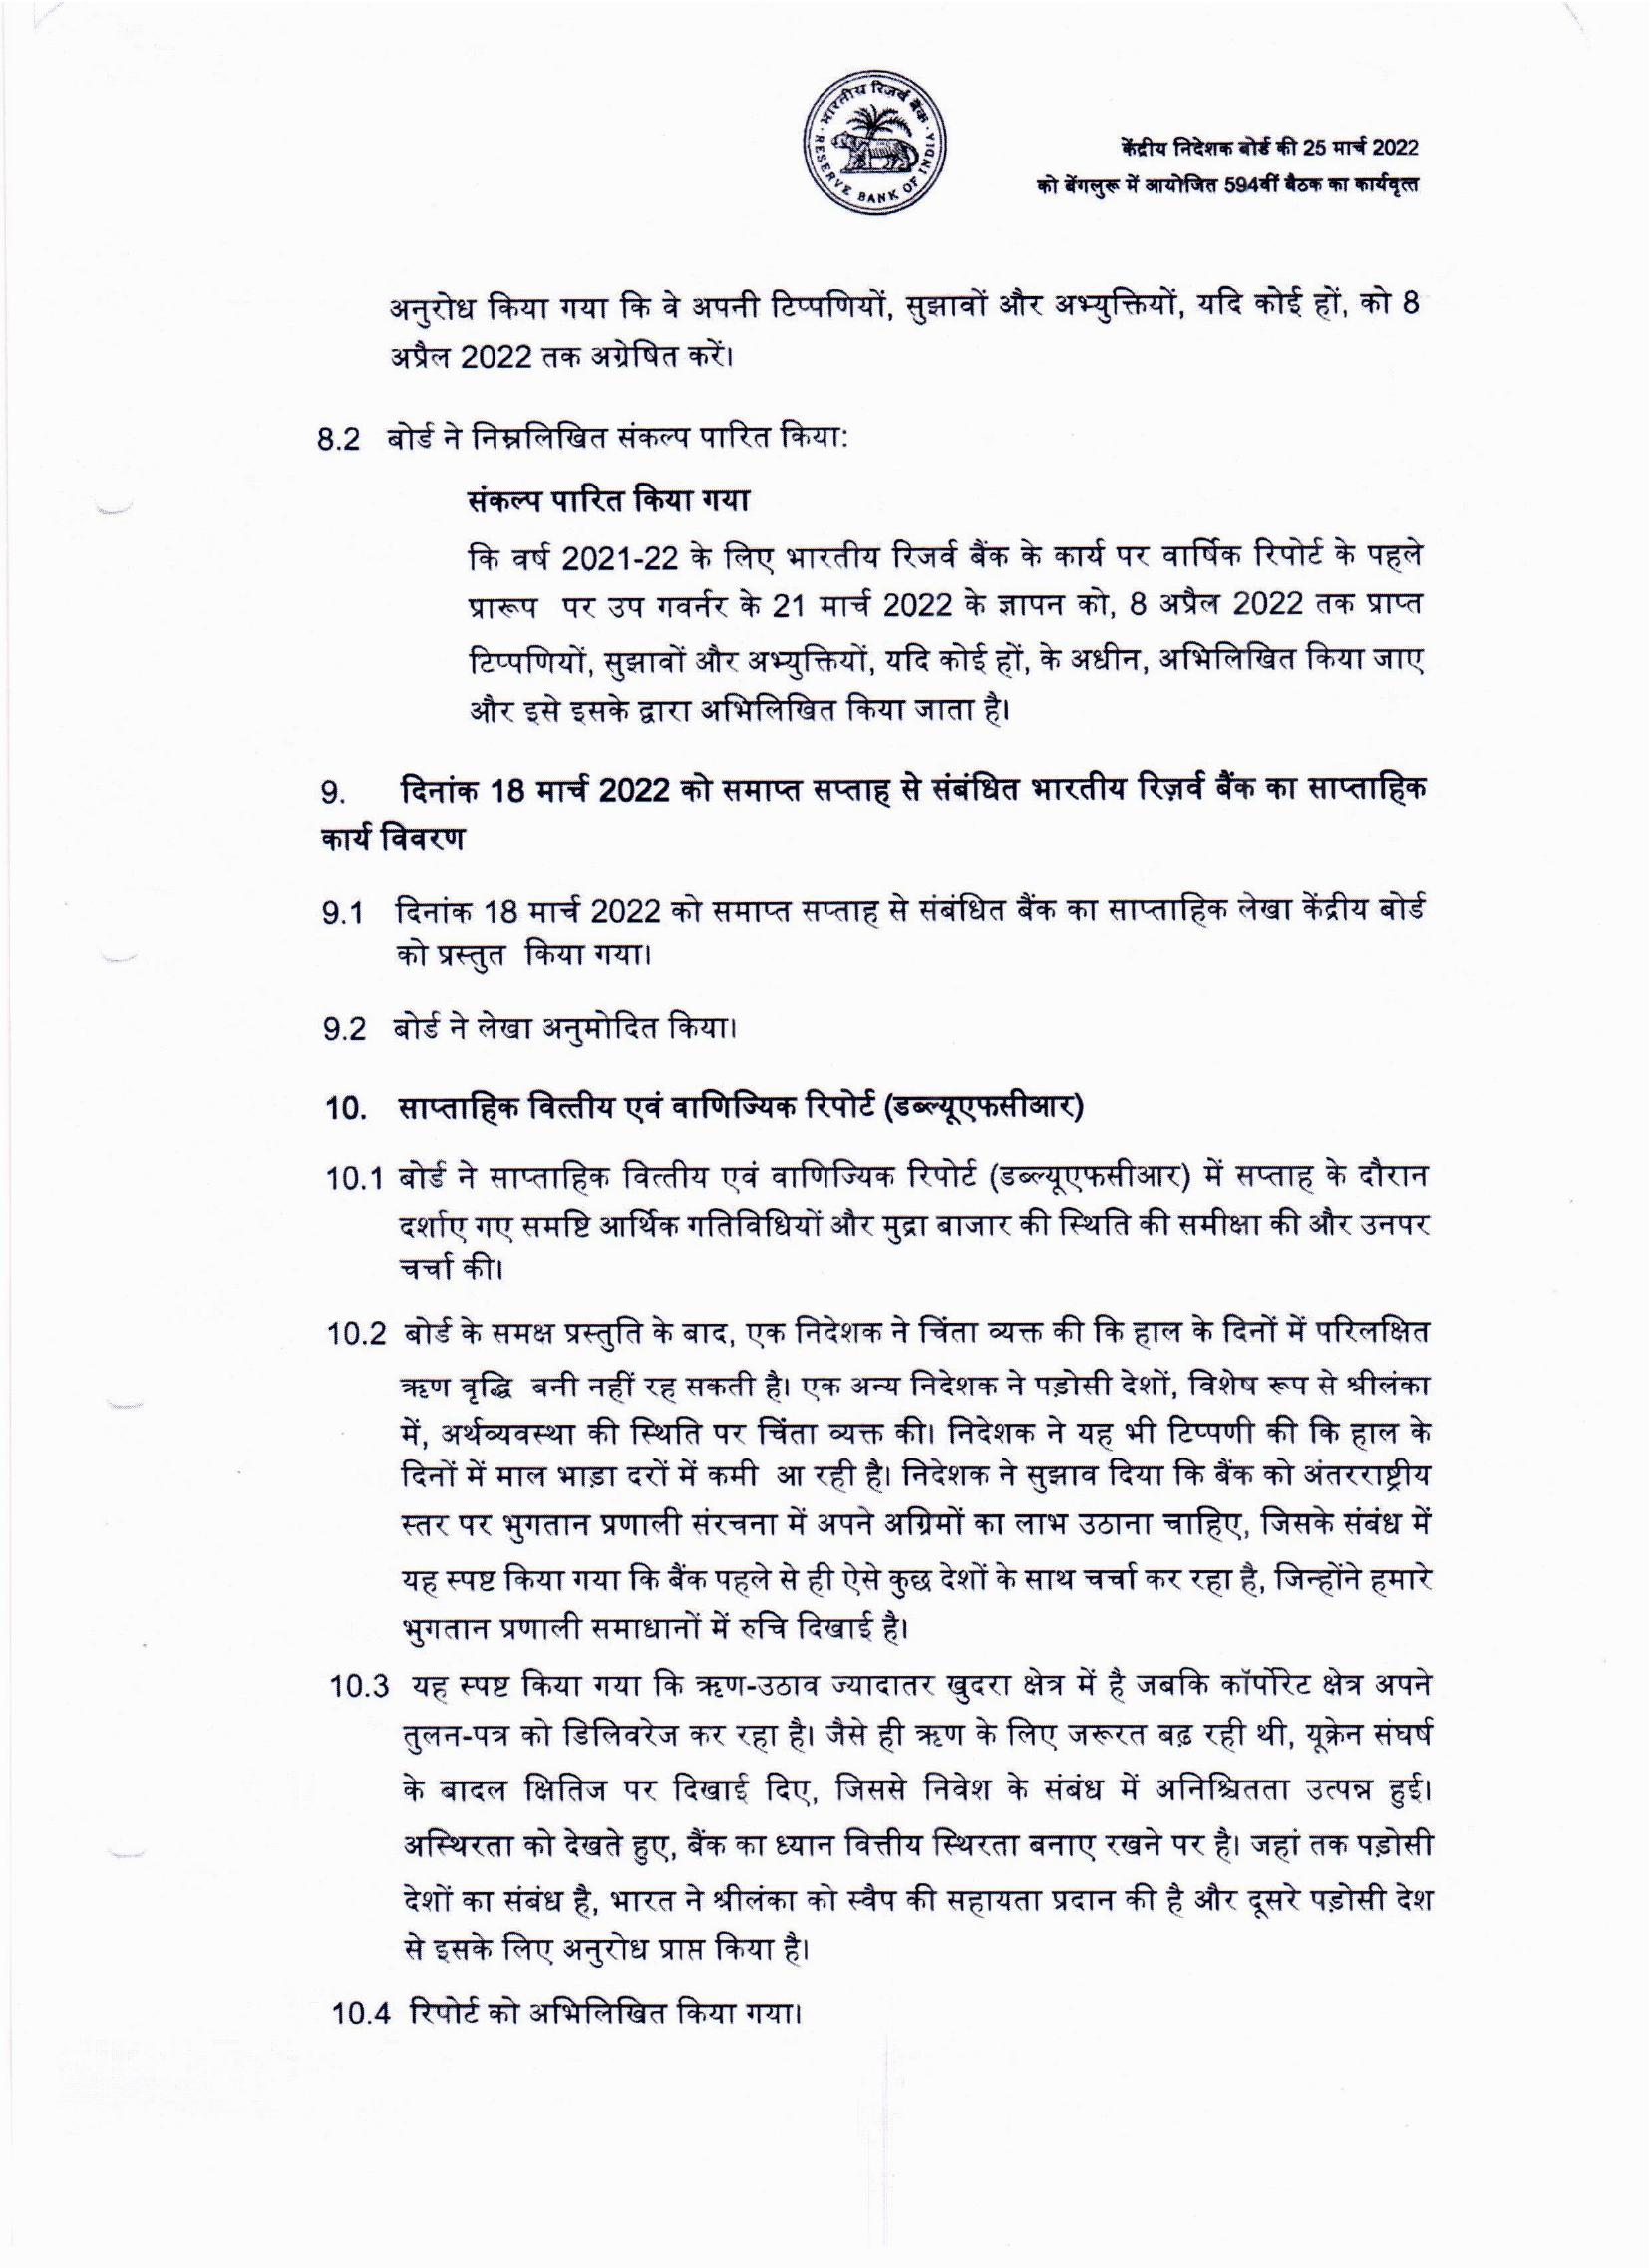 भारतीय रिज़र्व बैंक
RESERVE BANK OF INDIA
केंद्रीय निदेशक बोर्ड की 25 मार्च 2022
को बेंगलुरू में आयोजित 594वीं बैठक का कार्यवृत्त
अनुरोध किया गया कि वे अपनी टिप्पणियों, सुझावों और अभ्युक्तियों, यदि कोई हों, को 8
अप्रैल 2022 तक अग्रेषित करें।
8.2 बोर्ड ने निम्नलिखित संकल्प पारित किया:
संकल्प पारित किया गया
कि वर्ष 2021-22 के लिए भारतीय रिजर्व बैंक के कार्य पर वार्षिक रिपोर्ट के पहले
प्रारूप पर उप गवर्नर के 21 मार्च 2022 के ज्ञापन को, 8 अप्रैल 2022 तक प्राप्त
टिप्पणियों, सुझावों और अभ्युक्तियों, यदि कोई हों, के अधीन, अभिलिखित किया जाए
और इसे इसके द्वारा अभिलिखित किया जाता है।
9. दिनांक 18 मार्च 2022 को समाप्त सप्ताह से संबंधित भारतीय रिज़र्व बैंक का साप्ताहिक
कार्य विवरण
9.1 दिनांक 18 मार्च 2022 को समाप्त सप्ताह से संबंधित बैंक का साप्ताहिक लेखा केंद्रीय बोर्ड
को प्रस्तुत किया गया।
9.2 बोर्ड ने लेखा अनुमोदित किया।
10. साप्ताहिक वित्तीय एवं वाणिज्यिक रिपोर्ट (डब्ल्यूएफसीआर)
10.1 बोर्ड ने साप्ताहिक वित्तीय एवं वाणिज्यिक रिपोर्ट (डब्ल्यूएफसीआर) में सप्ताह के दौरान
दर्शाए गए समष्टि आर्थिक गतिविधियों और मुद्रा बाजार की स्थिति की समीक्षा की और उनपर
चर्चा की।
10.2 बोर्ड के समक्ष प्रस्तुति के बाद, एक निदेशक ने चिंता व्यक्त की कि हाल के दिनों में परिलक्षित
ऋण वृद्धि बनी नहीं रह सकती है। एक अन्य निदेशक ने पड़ोसी देशों, विशेष रूप से श्रीलंका
में, अर्थव्यवस्था की स्थिति पर चिंता व्यक्त की। निदेशक ने यह भी टिप्पणी की कि हाल के
दिनों में माल भाड़ा दरों में कमी आ रही है। निदेशक ने सुझाव दिया कि बैंक को अंतरराष्ट्रीय
स्तर पर भुगतान प्रणाली संरचना में अपने अग्रिमों का लाभ उठाना चाहिए, जिसके संबंध में
यह स्पष्ट किया गया कि बैंक पहले से ही ऐसे कुछ देशों के साथ चर्चा कर रहा है, जिन्होंने हमारे
भुगतान प्रणाली समाधानों में रुचि दिखाई है।
10.3 यह स्पष्ट किया गया कि ऋण-उठाव ज्यादातर खुदरा क्षेत्र में है जबकि कॉर्पोरेट क्षेत्र अपने
तुलन-पत्र को डिलिवरेज कर रहा है। जैसे ही ऋण के लिए जरूरत बढ़ रही थी, यूक्रेन संघर्ष
के बादल क्षितिज पर दिखाई दिए, जिससे निवेश के संबंध में अनिश्चितता उत्पन्न हुई।
अस्थिरता को देखते हुए, बैंक का ध्यान वित्तीय स्थिरता बनाए रखने पर है। जहां तक पड़ोसी
देशों का संबंध है, भारत ने श्रीलंका को स्वैप की सहायता प्रदान की है और दूसरे पड़ोसी देश
से इसके लिए अनुरोध प्राप्त किया है।
10.4 रिपोर्ट को अभिलिखित किया गया।